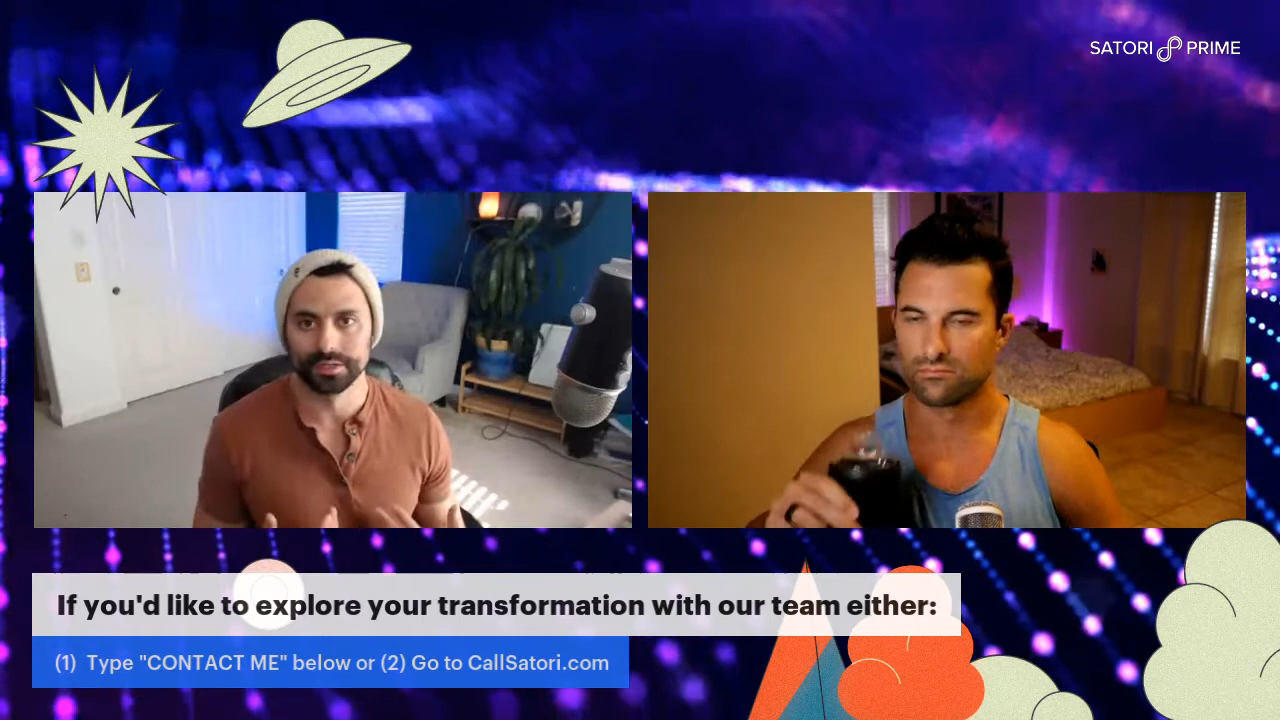 SATORI PRIME
If you'd like to explore your transformation with our team either:
(1) Type "CONTACT ME" below or (2) Go to CallSatori.com